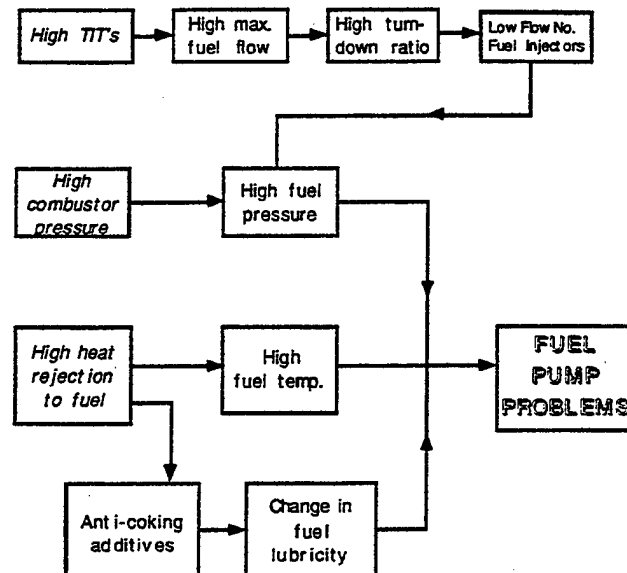 High TIT's
High max.
fuel flow
High turn-
down ratio
Low Flow No.
Fuel Injectors
High
combustor
pressure
High fuel
pressure
High heat
rejection
to fuel
High
fuel temp.
FUEL
PUMP
PROBLEMS
Anti-coking
additives
Change in
fuel
lubricity